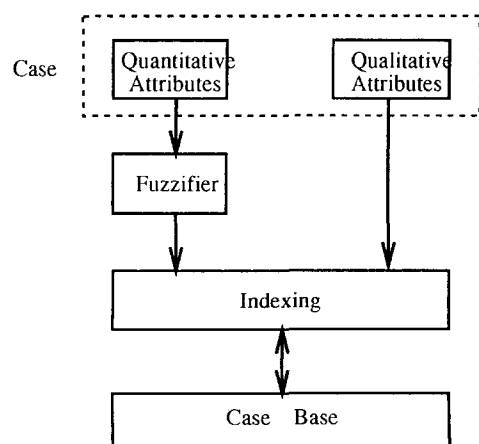 Case
Quantitative
Attributes
Qualitative
Attributes
Fuzzifier
Indexing
Case Base